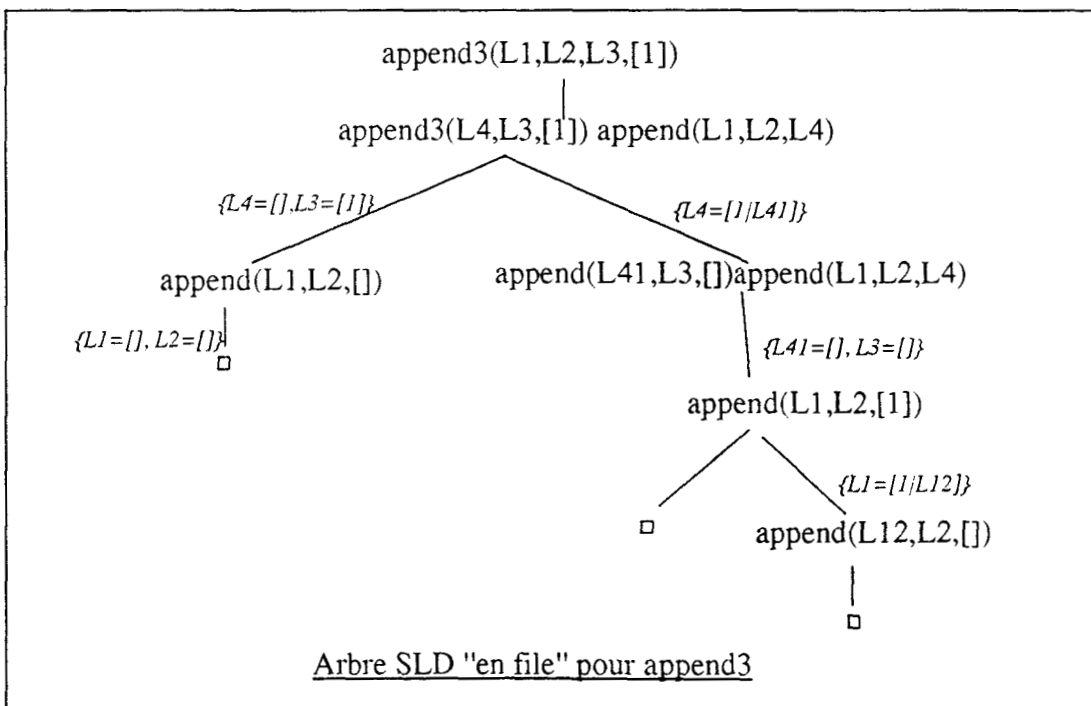 append3(L1,L2,L3,[1])
append3(L4,L3,[1]) append(L1,L2,L4)
{L4=[],L3=[1]}
{L4=[1/L41]}
append(L1,L2,[])
append(L41,L3,[])append(L1,L2,L4)
{L1=[], L2=[]}
{L41=[], L3=[]}
append(L1,L2,[1])
{L1=[1/L12]}
append(L12,L2,[])
Arbre SLD "en file" pour append3